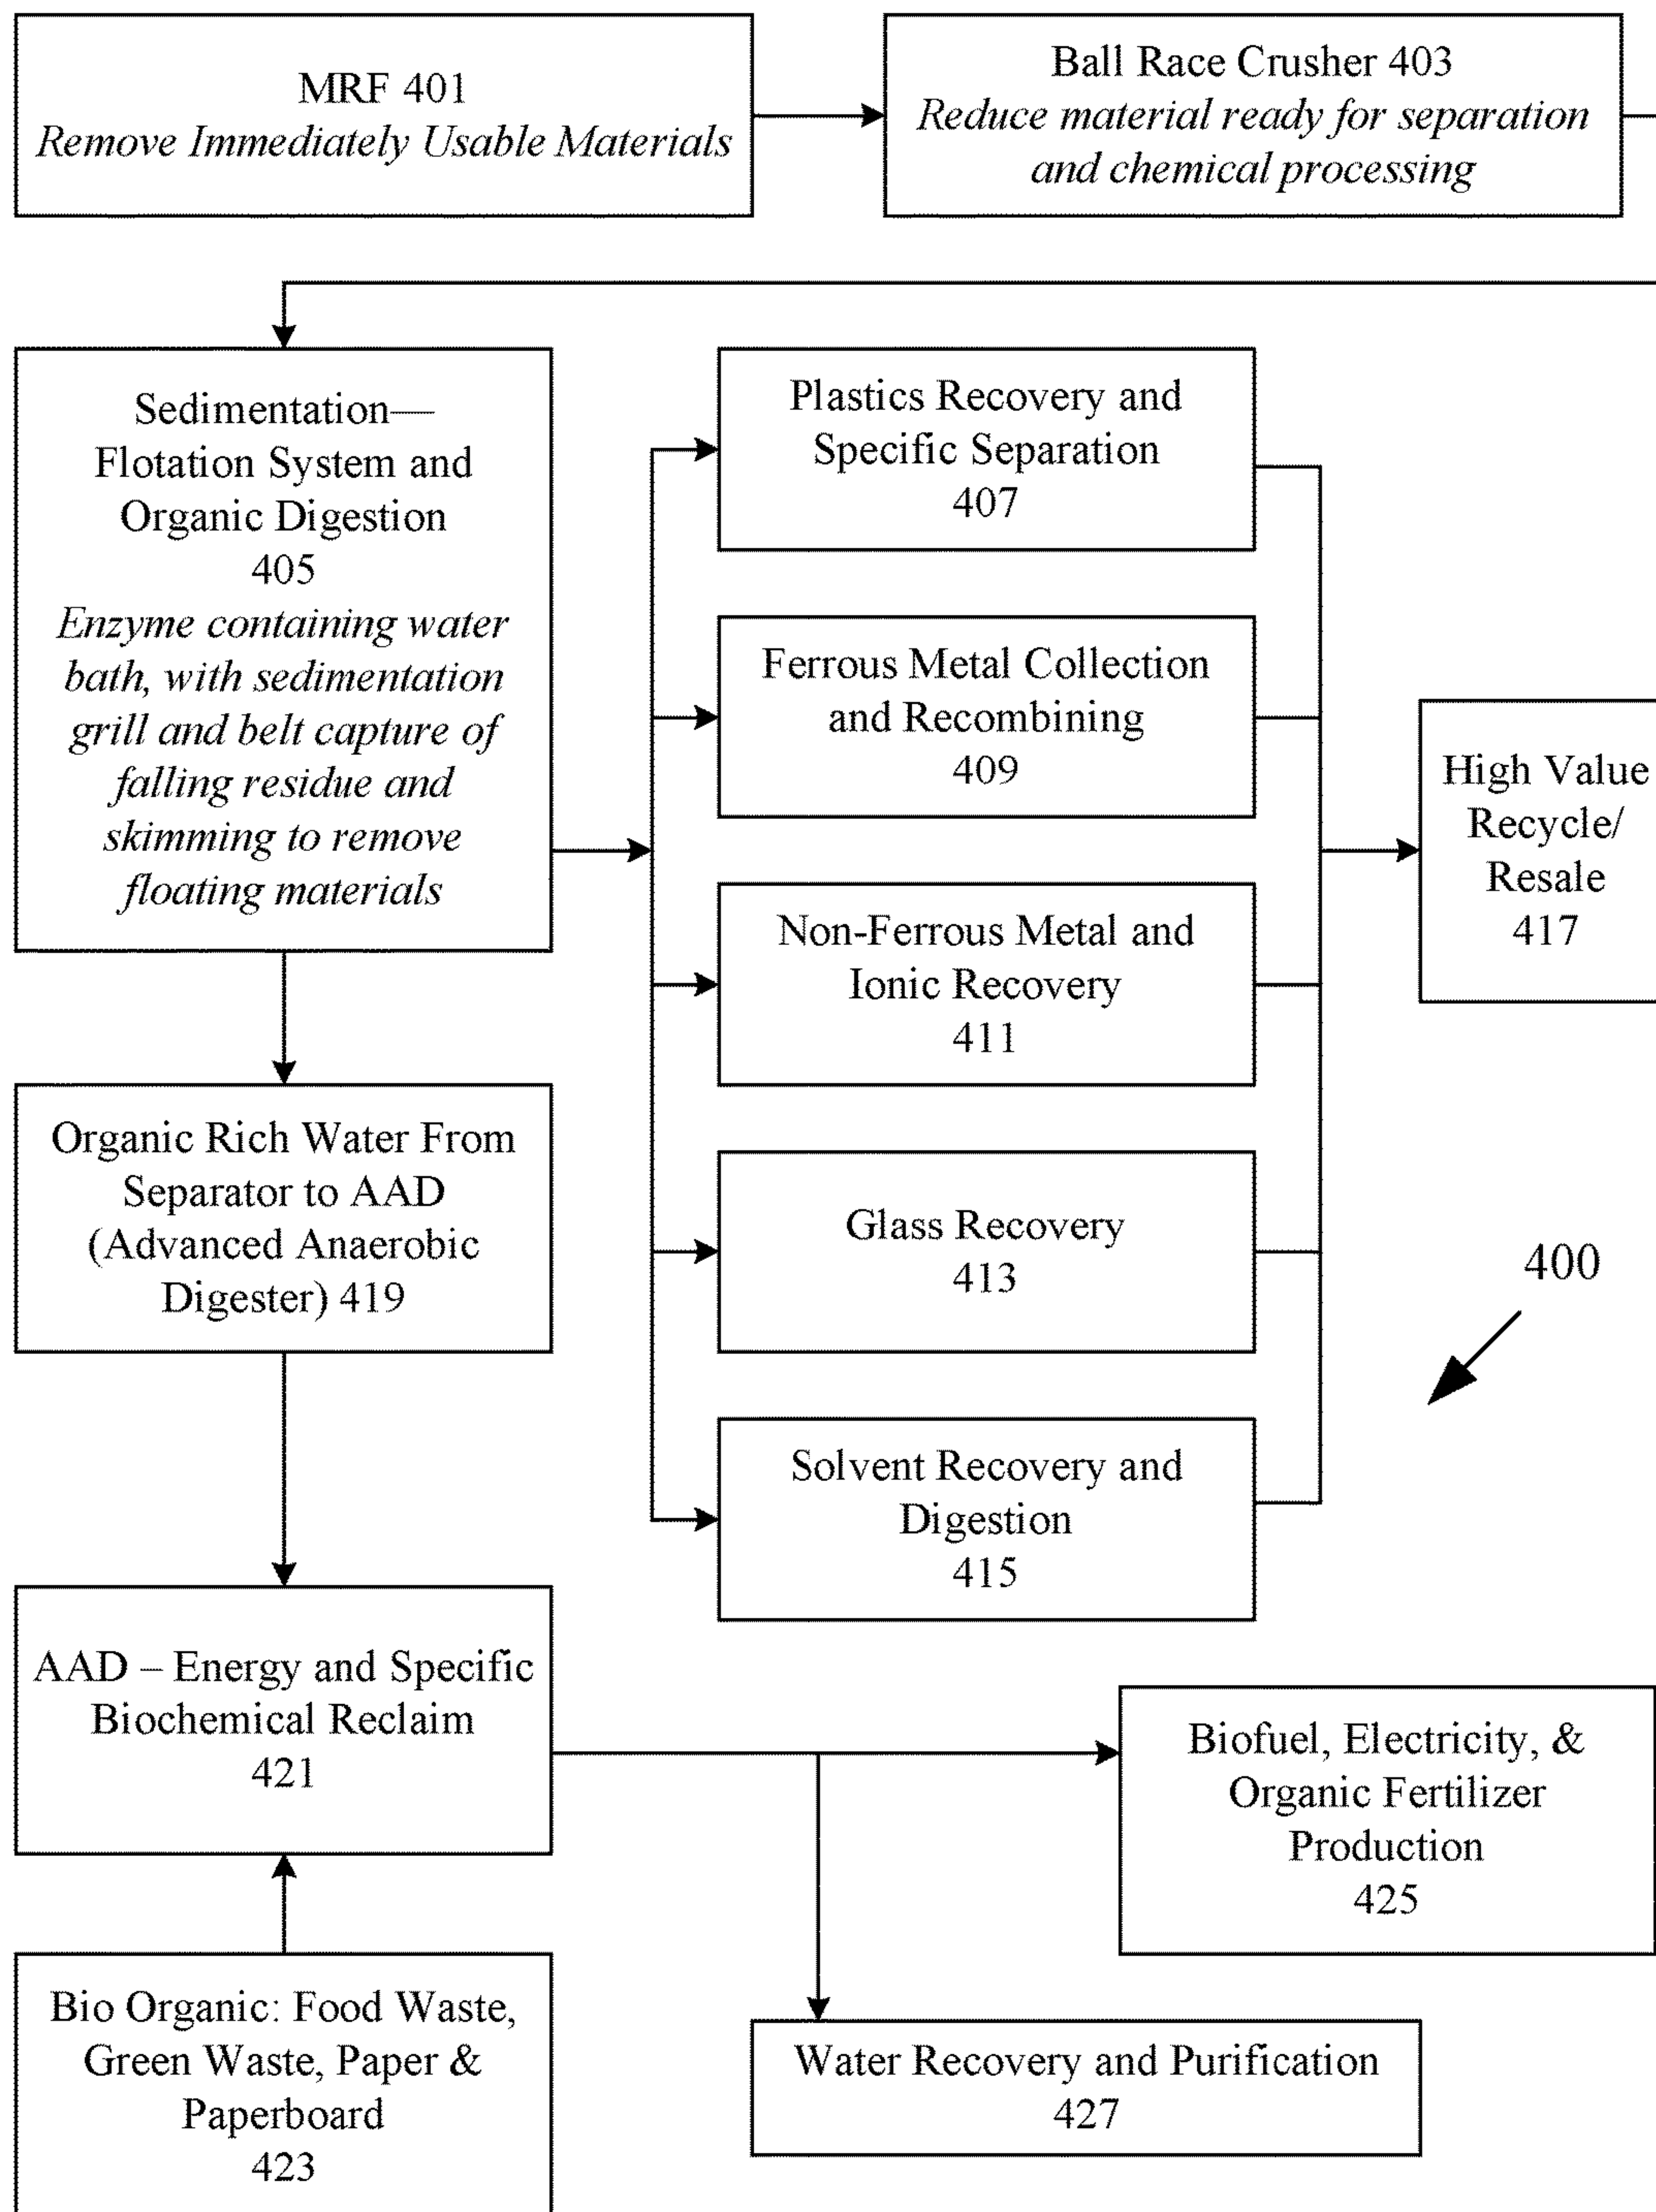 MRF 401
Remove Immediately Usable Materials
Ball Race Crusher 403
Reduce material ready for separation
and chemical processing
Sedimentation—
Flotation System and
Organic Digestion
405
Enzyme containing water
bath, with sedimentation
grill and belt capture of
falling residue and
skimming to remove
floating materials
Plastics Recovery and
Specific Separation
407
Ferrous Metal Collection
and Recombining
409
Non-Ferrous Metal and
Ionic Recovery
411
Glass Recovery
413
Solvent Recovery and
Digestion
415
High Value
Recycle/
Resale
417
400
Organic Rich Water From
Separator to AAD
(Advanced Anaerobic
Digester) 419
AAD – Energy and Specific
Biochemical Reclaim
421
Bio Organic: Food Waste,
Green Waste, Paper &
Paperboard
423
Biofuel, Electricity, &
Organic Fertilizer
Production
425
Water Recovery and Purification
427